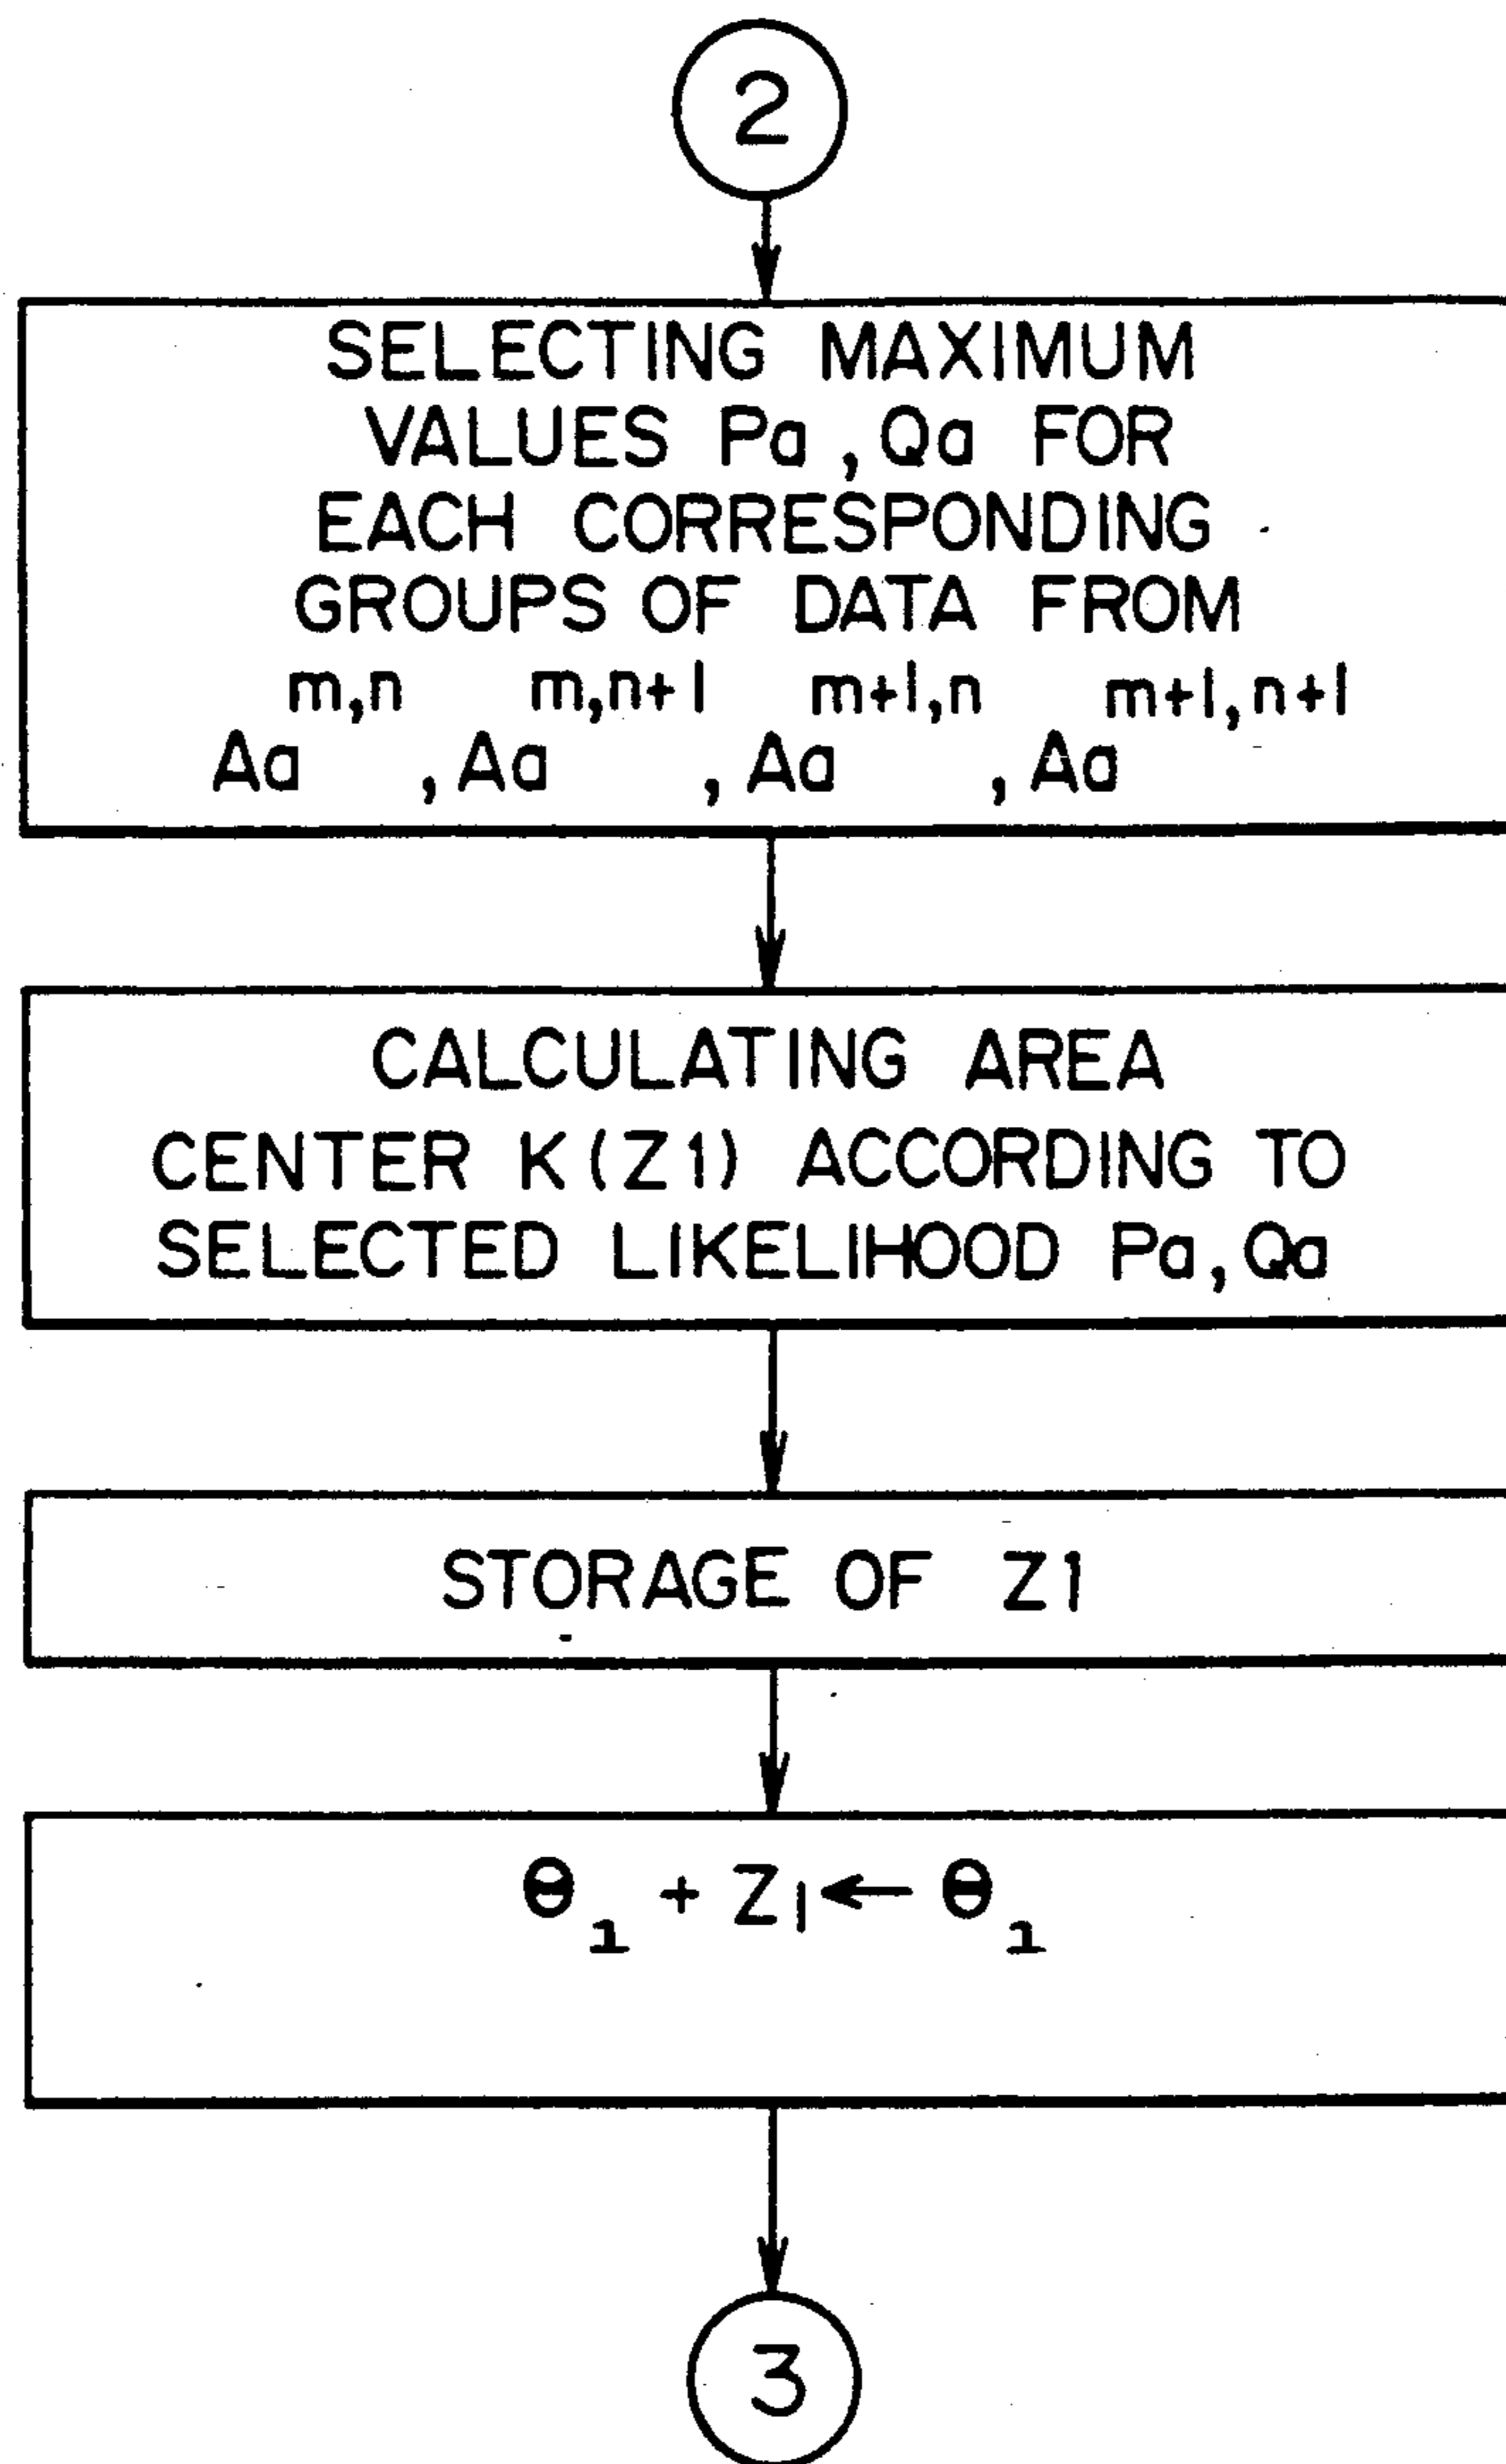 2
SELECTING MAXIMUM
VALUES Pa, Qa FOR
EACH CORRESPONDING
GROUPS OF DATA FROM
m,n m,n+1 m+1,n m+1,n+1
Aa , Aa , Aa , Aa
CALCULATING AREA
CENTER K(Z1) ACCORDING TO
SELECTED LIKELIHOOD Pa, Qa
STORAGE OF Z1
θ1 + Z1 ← θ1
3